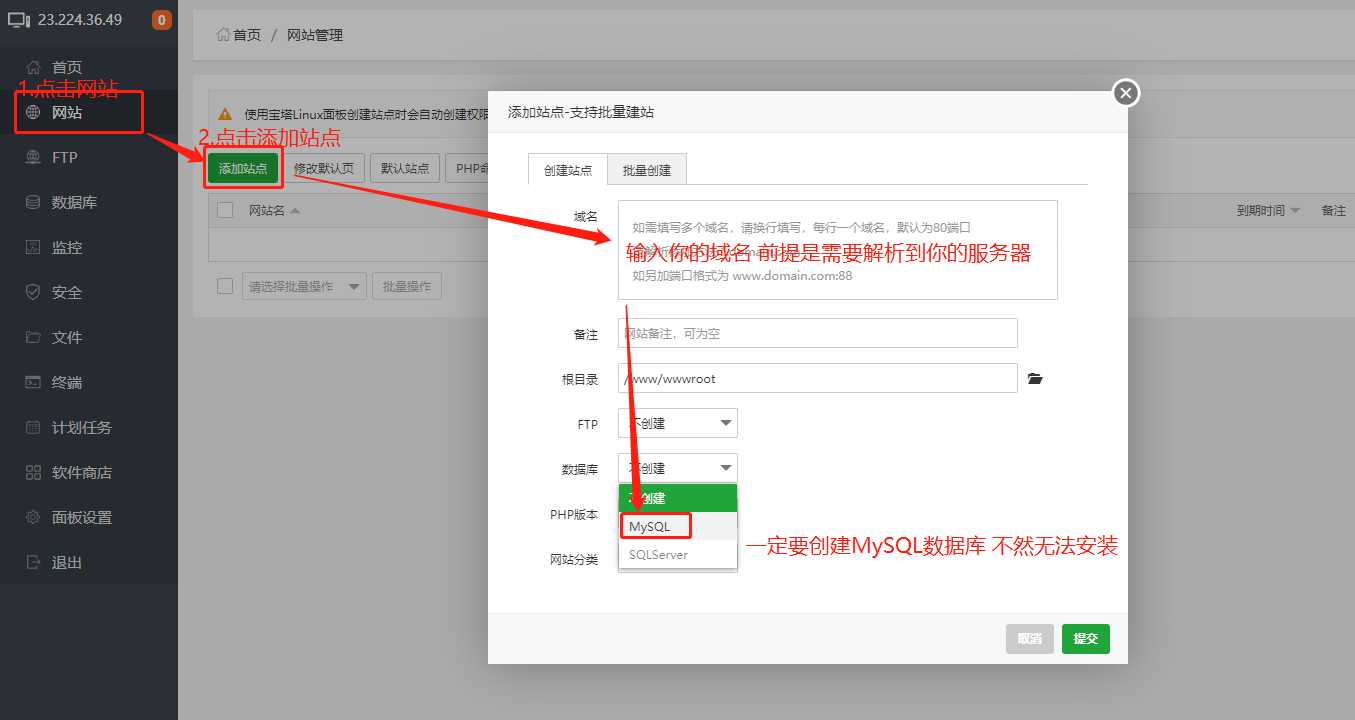 23.224.36.49
0
首页
1.点击网站
网站
FTP
数据库
监控
安全
文件
终端
计划任务
软件商店
面板设置
退出
首页 / 网站管理
使用宝塔Linux面板创建站点时会自动创建权限
2.点击添加站点
添加站点
修改默认页
默认站点
PHP命
网站名
到期时间
备注
请选择批量操作
批量操作
添加站点-支持批量建站
创建站点
批量创建
域名
如需填写多个域名，请换行填写，每行一个域名，默认为80端口
输入你的域名 前提是需要解析到你的服务器
如另加端口格式为 www.domain.com:88
备注
网站备注，可为空
根目录
/www/wwwroot
FTP
不创建
数据库
不创建
不创建
PHP版本
MySQL
一定要创建MySQL数据库 不然无法安装
SQLServer
网站分类
取消
提交